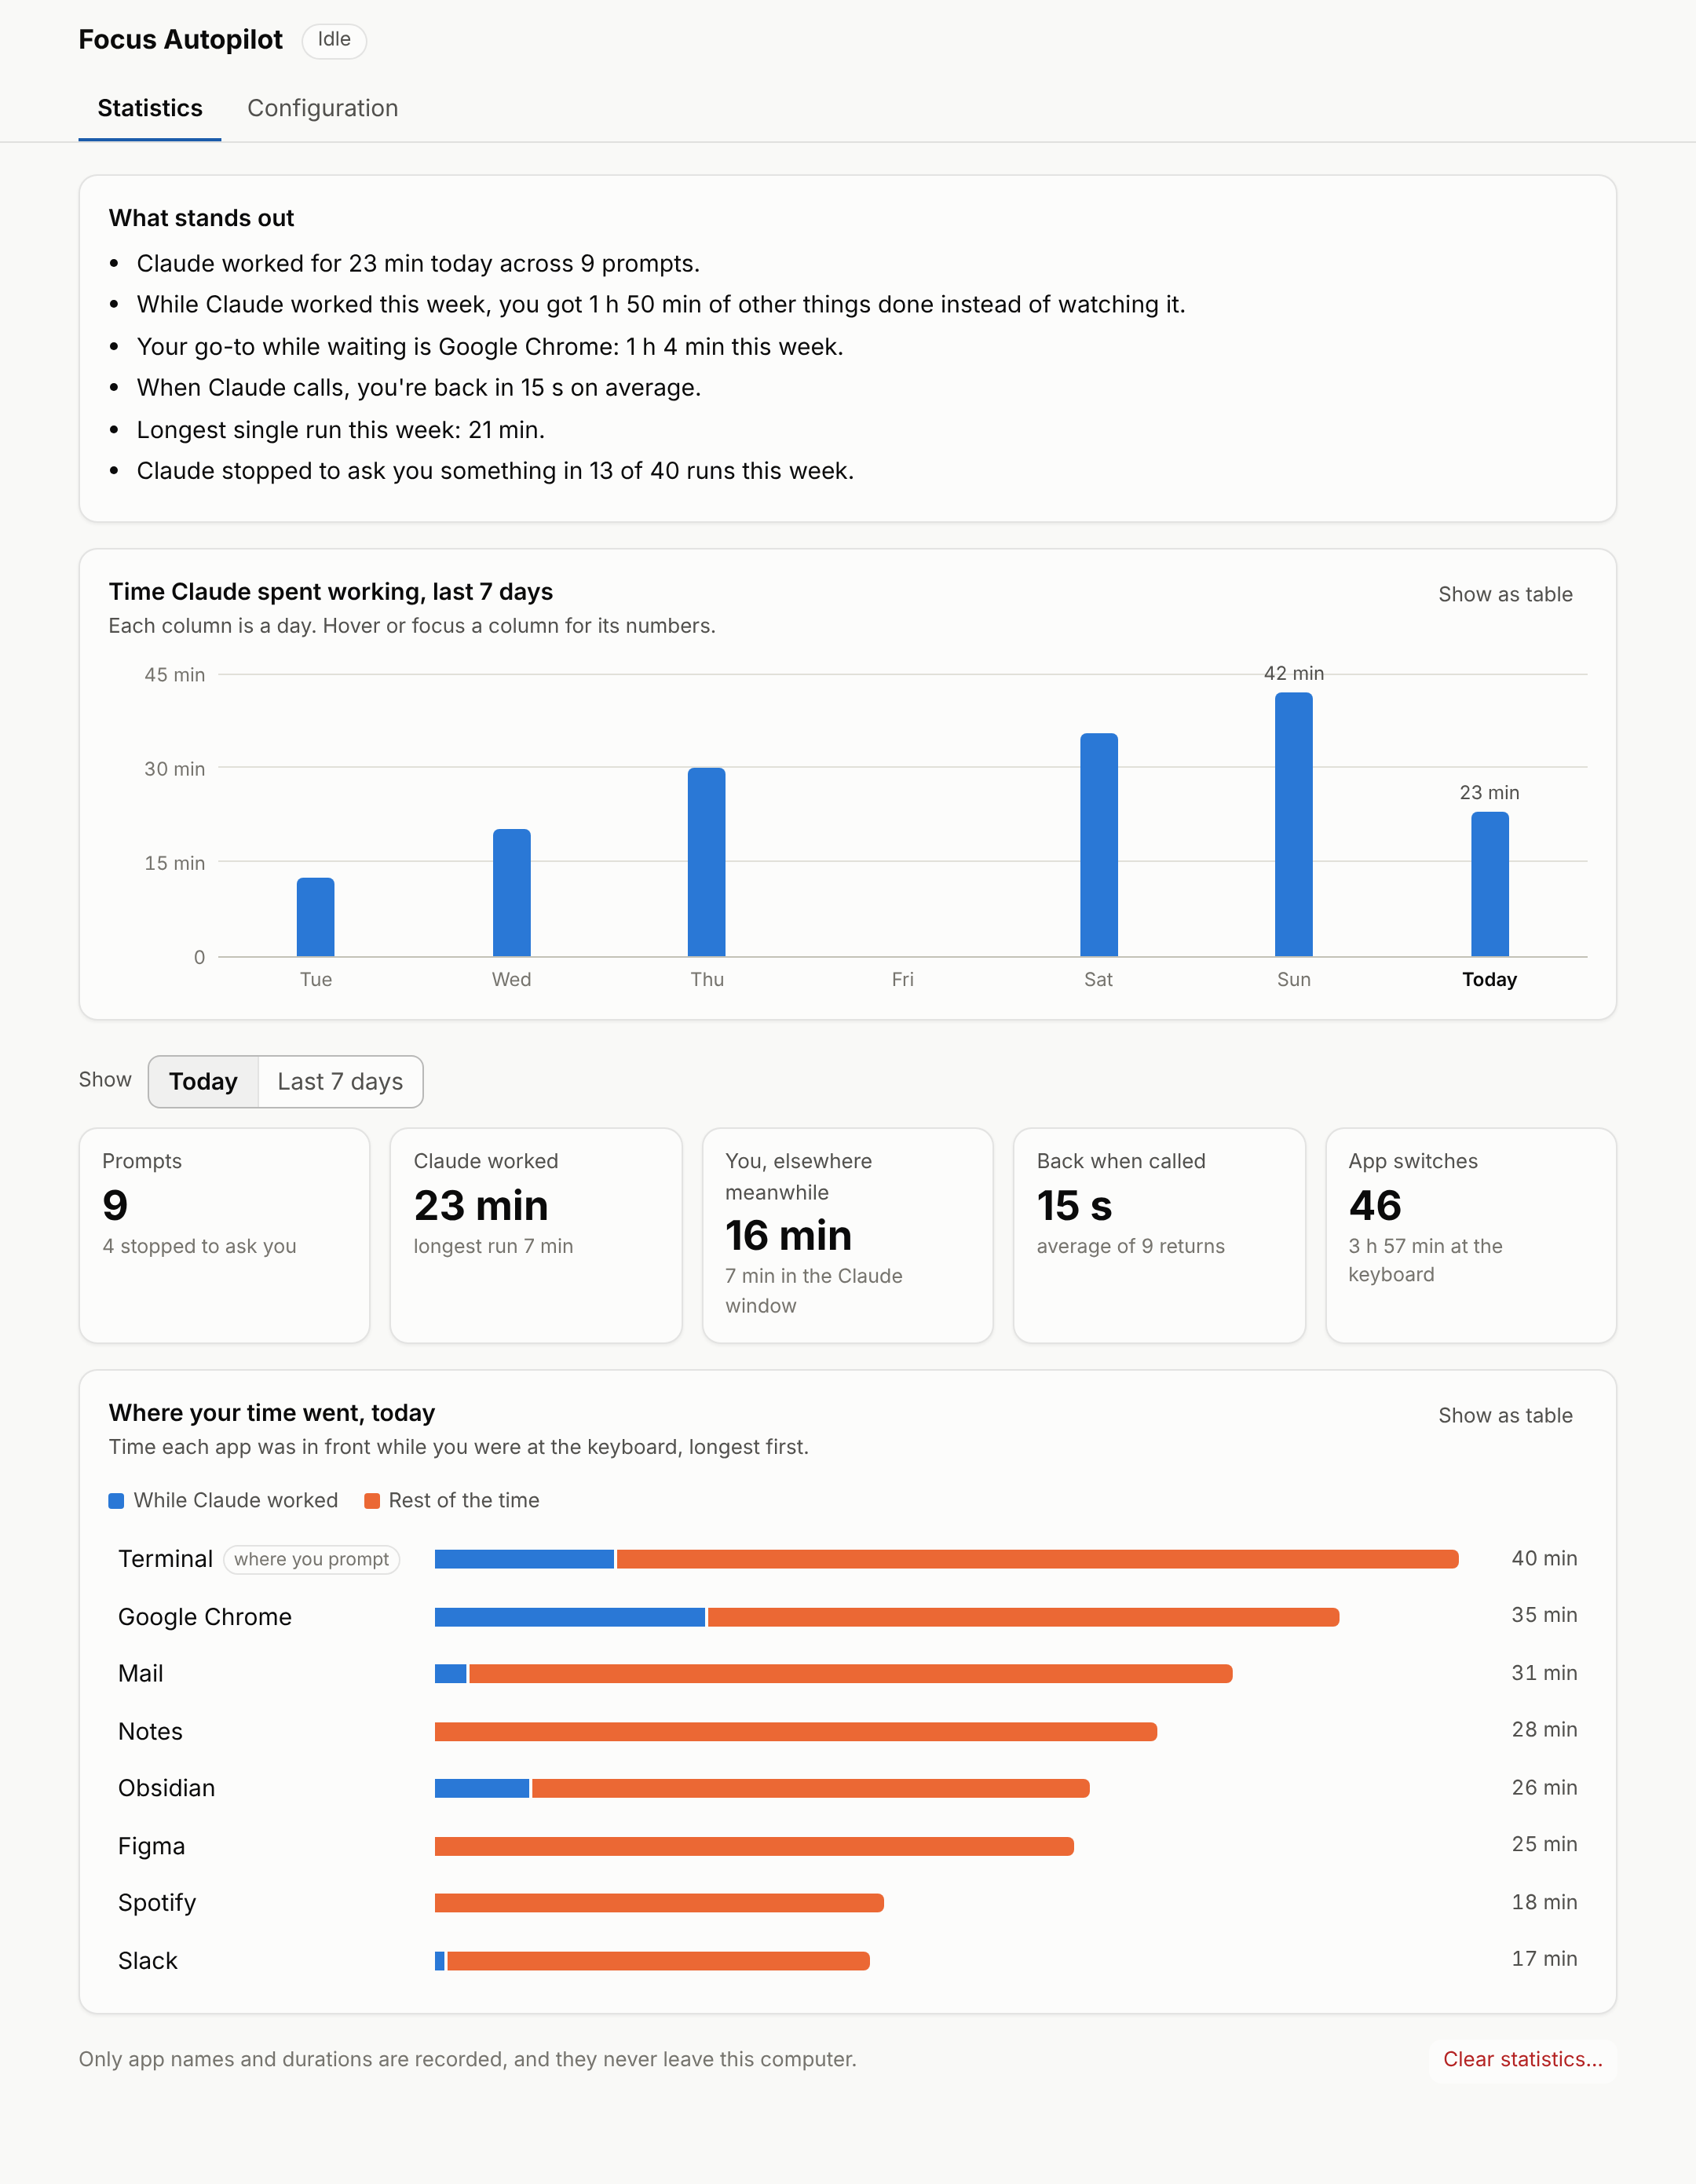 Focus Autopilot Idle
Statistics Configuration
What stands out
• Claude worked for 23 min today across 9 prompts.
• While Claude worked this week, you got 1 h 50 min of other things done instead of watching it.
• Your go-to while waiting is Google Chrome: 1 h 4 min this week.
• When Claude calls, you're back in 15 s on average.
• Longest single run this week: 21 min.
• Claude stopped to ask you something in 13 of 40 runs this week.
Time Claude spent working, last 7 days
Show as table
Each column is a day. Hover or focus a column for its numbers.
45 min
42 min
30 min
23 min
15 min
0
Tue Wed Thu Fri Sat Sun Today
Show Today Last 7 days
Prompts
9
4 stopped to ask you
Claude worked
23 min
longest run 7 min
You, elsewhere
meanwhile
16 min
7 min in the Claude
window
Back when called
15 s
average of 9 returns
App switches
46
3 h 57 min at the
keyboard
Where your time went, today
Show as table
Time each app was in front while you were at the keyboard, longest first.
While Claude worked Rest of the time
Terminal where you prompt 40 min
Google Chrome 35 min
Mail 31 min
Notes 28 min
Obsidian 26 min
Figma 25 min
Spotify 18 min
Slack 17 min
Only app names and durations are recorded, and they never leave this computer.
Clear statistics...